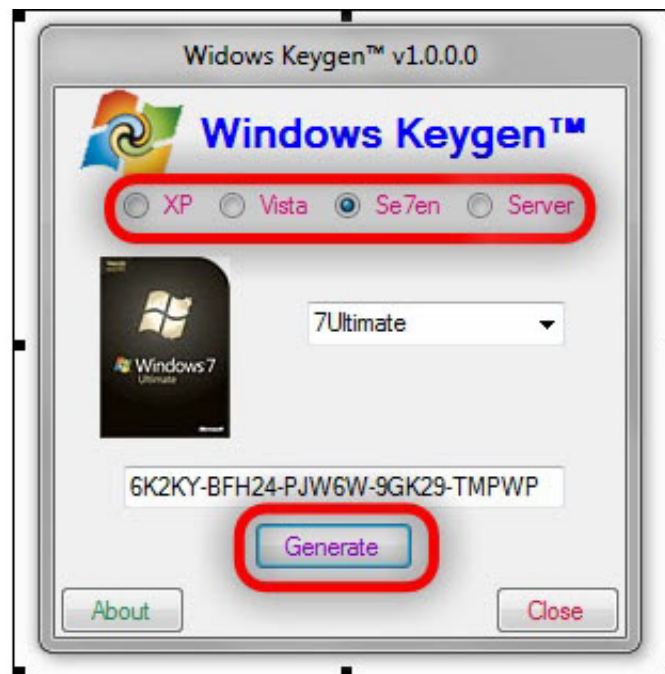 Widows Keygen™ v1.0.0.0
Windows Keygen™
XP Vista Se7en Server
7Ultimate
Windows 7
Ultimate
6K2KY-BFH24-PJW6W-9GK29-TMPWP
Generate
About Close